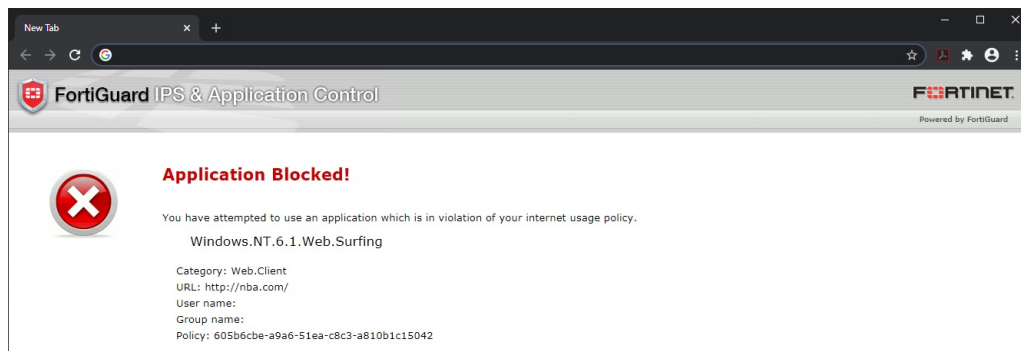 New Tab
FortiGuard IPS & Application Control
FORTINET
Powered by FortiGuard
Application Blocked!
You have attempted to use an application which is in violation of your internet usage policy.
Windows.NT.6.1.Web.Surfing
Category: Web.Client
URL: http://nba.com/
User name:
Group name:
Policy: 605b6cbe-a9a6-51ea-c8c3-a810b1c15042